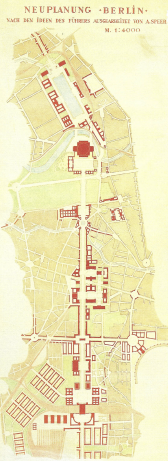 NEUPLANUNG · BERLIN ·
NACH DEN IDEEN DES FÜHRERS AUSGEARBEITET VON A. SPEER
M. 1:4000